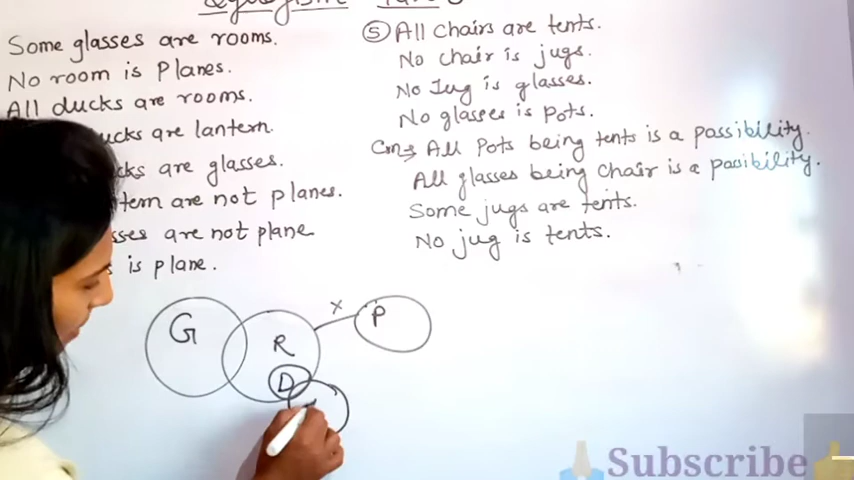 Some glasses are rooms.
No room is Planes.
All ducks are rooms.
ucks are lantern.
cks are glasses.
tern are not planes.
sses are not plane
is plane.
⑤ All Chairs are tents.
No chair is jugs.
No Jug is glasses.
No glasses is Pots.
All Pots being tents is a possibility.
All glasses being Chair is a possibility.
Some jugs are tents.
No jug is tents.
G
R
x
P
D
Subscribe